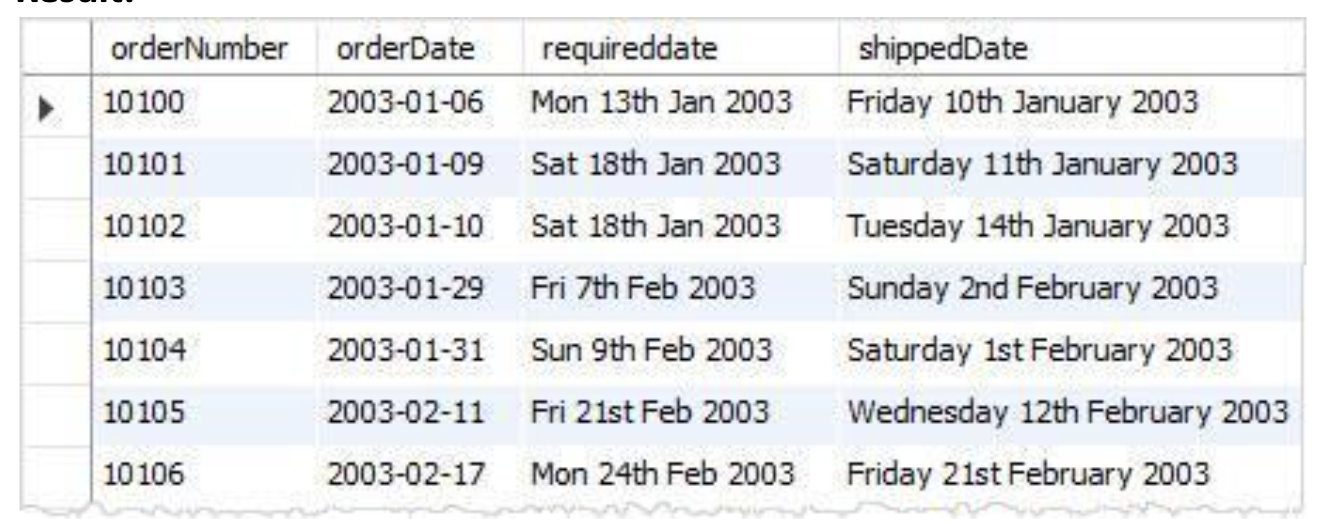 Result:
orderNumber orderDate requireddate shippedDate
10100 2003-01-06 Mon 13th Jan 2003 Friday 10th January 2003
10101 2003-01-09 Sat 18th Jan 2003 Saturday 11th January 2003
10102 2003-01-10 Sat 18th Jan 2003 Tuesday 14th January 2003
10103 2003-01-29 Fri 7th Feb 2003 Sunday 2nd February 2003
10104 2003-01-31 Sun 9th Feb 2003 Saturday 1st February 2003
10105 2003-02-11 Fri 21st Feb 2003 Wednesday 12th February 2003
10106 2003-02-17 Mon 24th Feb 2003 Friday 21st February 2003